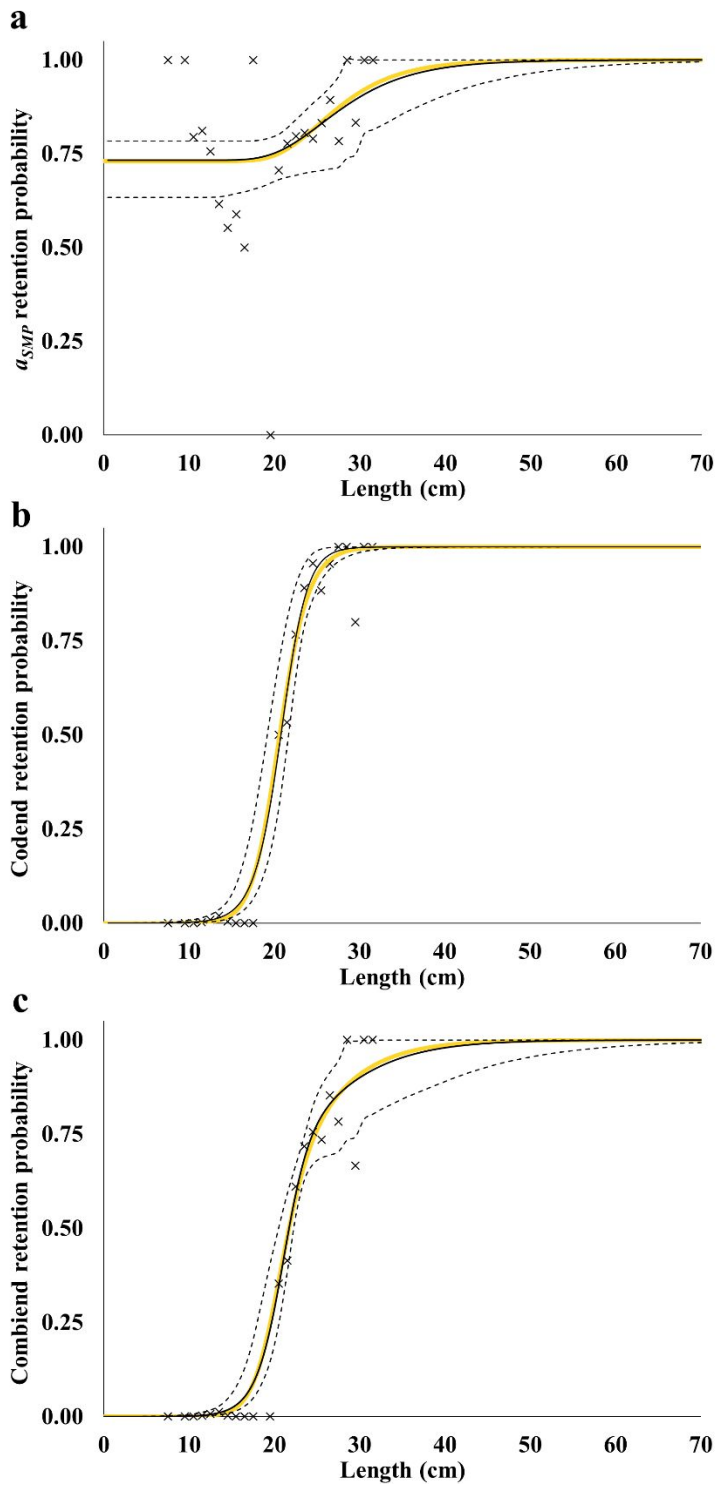 a
a_SMP retention probability
1.00
0.75
0.50
0.25
0.00
0 10 20 30 40 50 60 70
Length (cm)
b
Codend retention probability
1.00
0.75
0.50
0.25
0.00
0 10 20 30 40 50 60 70
Length (cm)
c
Combiend retention probability
1.00
0.75
0.50
0.25
0.00
0 10 20 30 40 50 60 70
Length (cm)